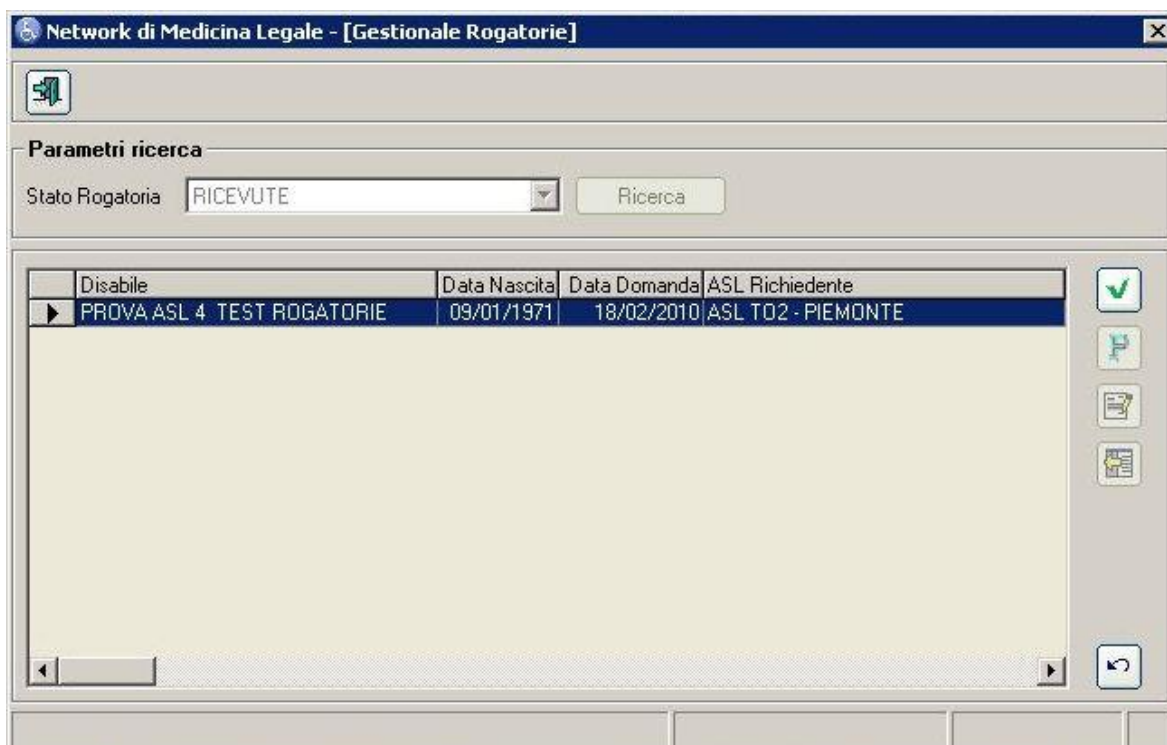 Network di Medicina Legale - [Gestionale Rogatorie]
Parametri ricerca
Stato Rogatoria RICEVUTE Ricerca
Disabile Data Nascita Data Domanda ASL Richiedente
PROVA ASL 4 TEST ROGATORIE 09/01/1971 18/02/2010 ASL TO2 - PIEMONTE